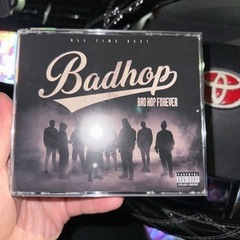 ALL TIME BEST
Badhop
BAD HOP FOREVER
PARENTAL
ADVISORY
EXPLICIT CONTENT